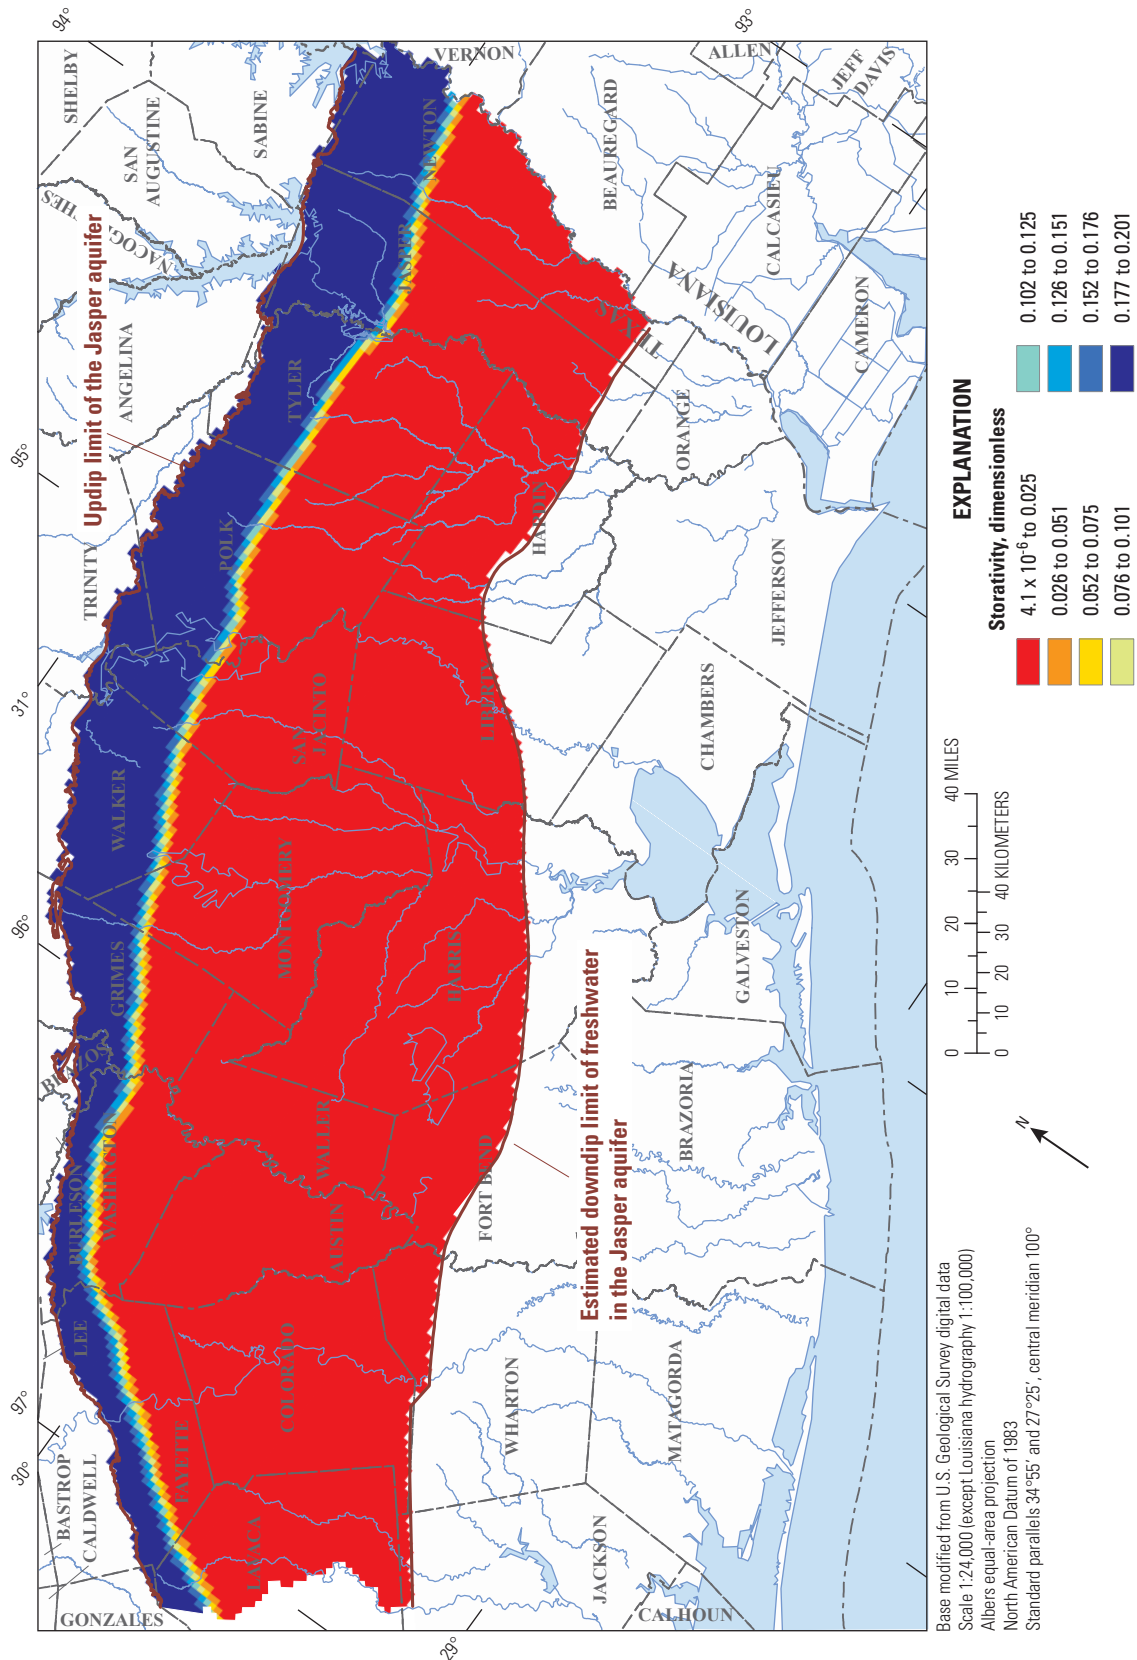 94°
93°
95°
31°
96°
97°
30°
29°
SHELBY
SAN
AUGUSTINE
SABINE
VERNON
ALLEN
JEFF
DAVIS
BEAUREGARD
CALCASIEU
CAMERON
LOUISIANA
TEXAS
NEWTON
JASPER
ORANGE
TYLER
ANGELINA
HARDIN
JEFFERSON
TRINITY
POLK
LIBERTY
CHAMBERS
SAN
JACINTO
WALKER
MONTGOMERY
HARRIS
GALVESTON
GRIMES
BRAZOS
WALLER
FORT BEND
BRAZORIA
BURLESON
WASHINGTON
AUSTIN
LEE
COLORADO
WHARTON
MATAGORDA
BASTROP
CALDWELL
FAYETTE
LAVACA
JACKSON
GONZALES
CALHOUN
Updip limit of the Jasper aquifer
Estimated downdip limit of freshwater
in the Jasper aquifer
Base modified from U.S. Geological Survey digital data
Scale 1:24,000 (except Louisiana hydrography 1:100,000)
Albers equal-area projection
North American Datum of 1983
Standard parallels 34°55' and 27°25', central meridian 100°
N
0 10 20 30 40 MILES
0 10 20 30 40 KILOMETERS
EXPLANATION
Storativity, dimensionless
4.1 x 10⁻⁶ to 0.025
0.026 to 0.051
0.052 to 0.075
0.076 to 0.101
0.102 to 0.125
0.126 to 0.151
0.152 to 0.176
0.177 to 0.201